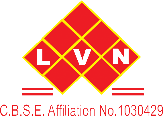 LVN
C.B.S.E. Affiliation No.1030429